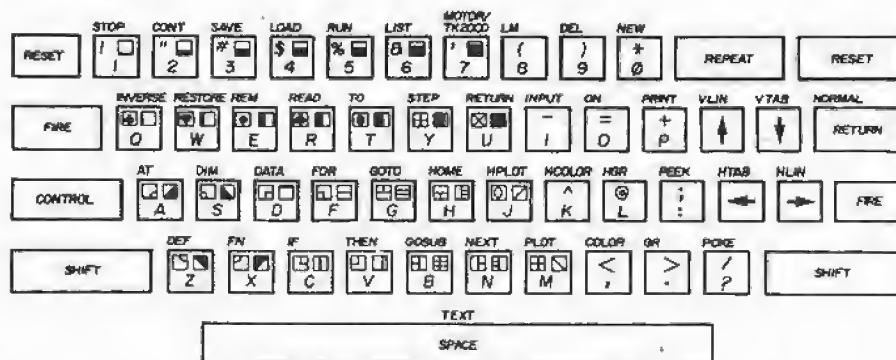 STOP CONT SAVE LOAD RUN LIST MOTOR/TK2000 LM DEL NEW
RESET ! 1 " 2 # 3 $ 4 % 5 & 6 ' 7 ( 8 ) 9 * Ø REPEAT RESET
INVERSE RESTORE REM READ TO STEP RETURN INPUT ON PRINT VLIN VTAB NORMAL
FIRE Q W E R T Y U - I = O + P RETURN
AT DIM DATA FOR GOTO HOME HPLOT HCOLOR HGR PEEK HTAB HLIN
CONTROL A S D F G H J ^ K @ L ; : FIRE
DEF FN IF THEN GOSUB NEXT PLOT COLOR GR POKE
SHIFT Z X C V B N M < , > . / ? SHIFT
TEXT
SPACE